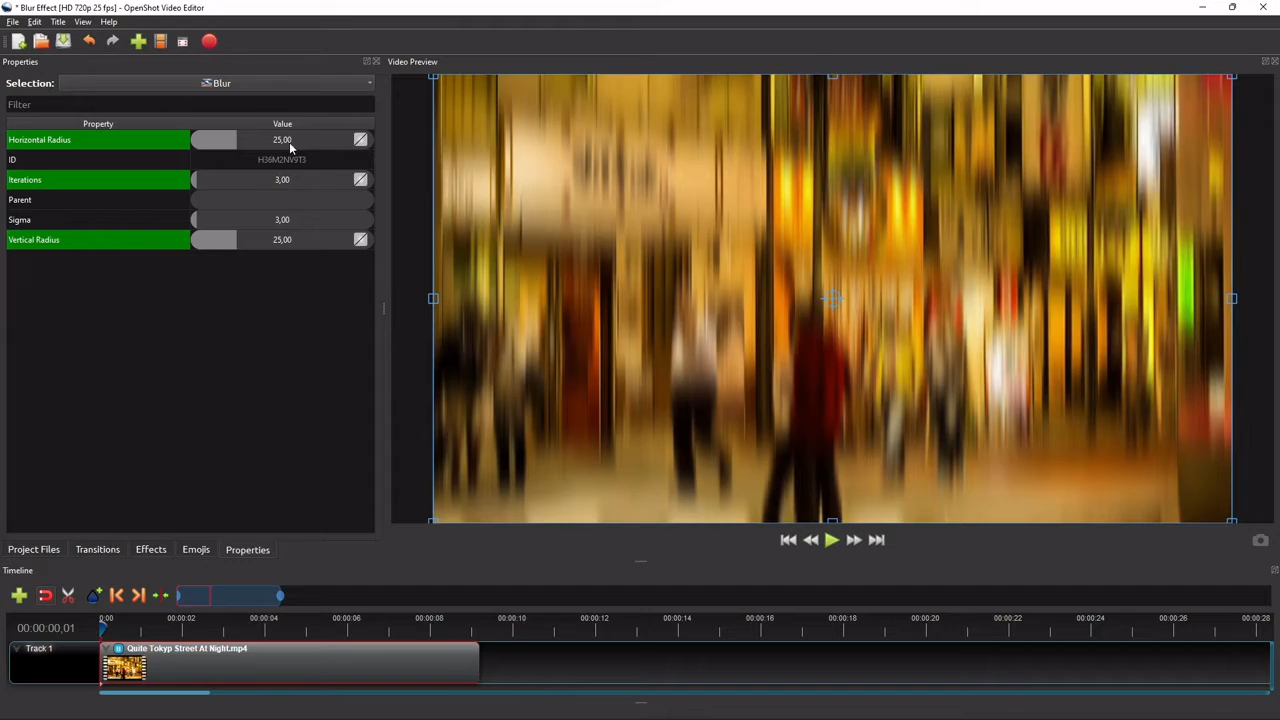 * Blur Effect [HD 720p 25 fps] - OpenShot Video Editor
File Edit Title View Help
Properties
Video Preview
Selection: Blur
Filter
Property Value
Horizontal Radius 25,00
ID H36M2NV9T3
Iterations 3,00
Parent
Sigma 3,00
Vertical Radius 25,00
Project Files Transitions Effects Emojis Properties
Timeline
00:00:00,01
0:00 00:00:02 00:00:04 00:00:06 00:00:08 00:00:10 00:00:12 00:00:14 00:00:16 00:00:18 00:00:20 00:00:22 00:00:24 00:00:26 00:00:28
Track 1
Quite Tokyp Street At Night.mp4